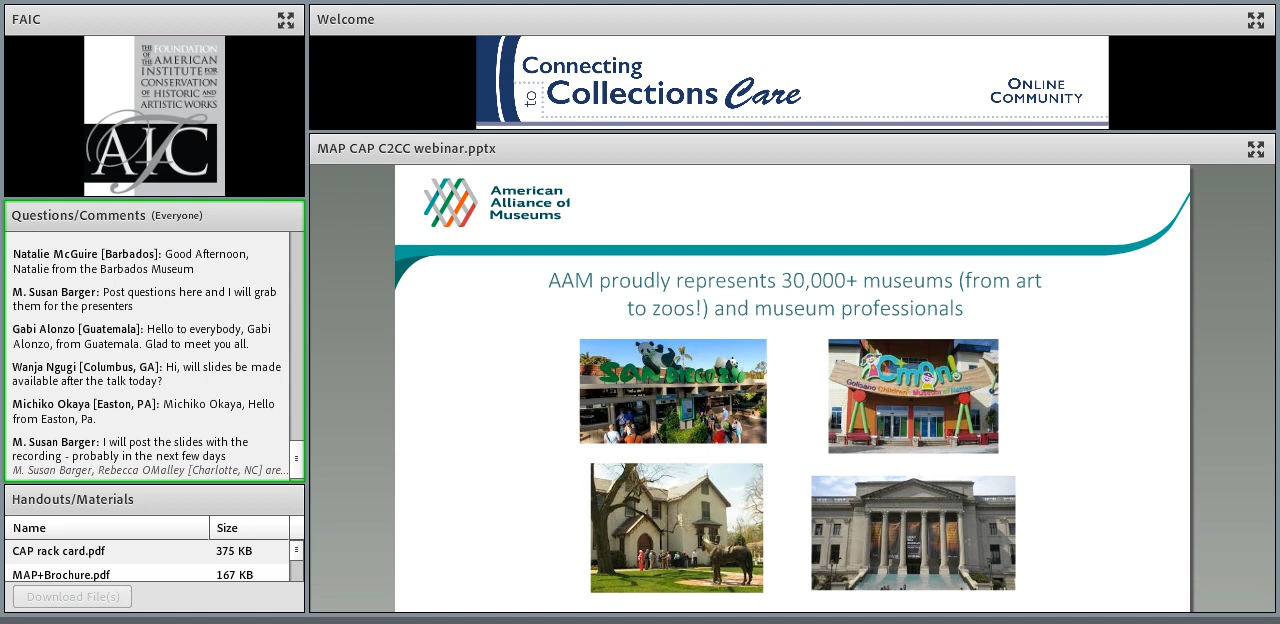 FAIC
THE FOUNDATION
OF THE AMERICAN
INSTITUTE FOR
CONSERVATION
OF HISTORIC AND
ARTISTIC WORKS
AIC
Questions/Comments (Everyone)
Natalie McGuire [Barbados]: Good Afternoon,
Natalie from the Barbados Museum
M. Susan Barger: Post questions here and I will grab
them for the presenters
Gabi Alonzo [Guatemala]: Hello to everybody, Gabi
Alonzo, from Guatemala. Glad to meet you all.
Wanja Ngugi [Columbus, GA]: Hi, will slides be made
available after the talk today?
Michiko Okaya [Easton, PA]: Michiko Okaya, Hello
from Easton, Pa.
M. Susan Barger: I will post the slides with the
recording - probably in the next few days
M. Susan Barger, Rebecca OMalley [Charlotte, NC] are...
Handouts/Materials
Name Size
CAP rack card.pdf 375 KB
MAP+Brochure.pdf 167 KB
Download File(s)
Welcome
Connecting
to Collections Care
ONLINE
COMMUNITY
MAP CAP C2CC webinar.pptx
American
Alliance of
Museums
AAM proudly represents 30,000+ museums (from art
to zoos!) and museum professionals
SAN DIEGO ZOO
Cmon!
Golisano Children's Museum of Naples